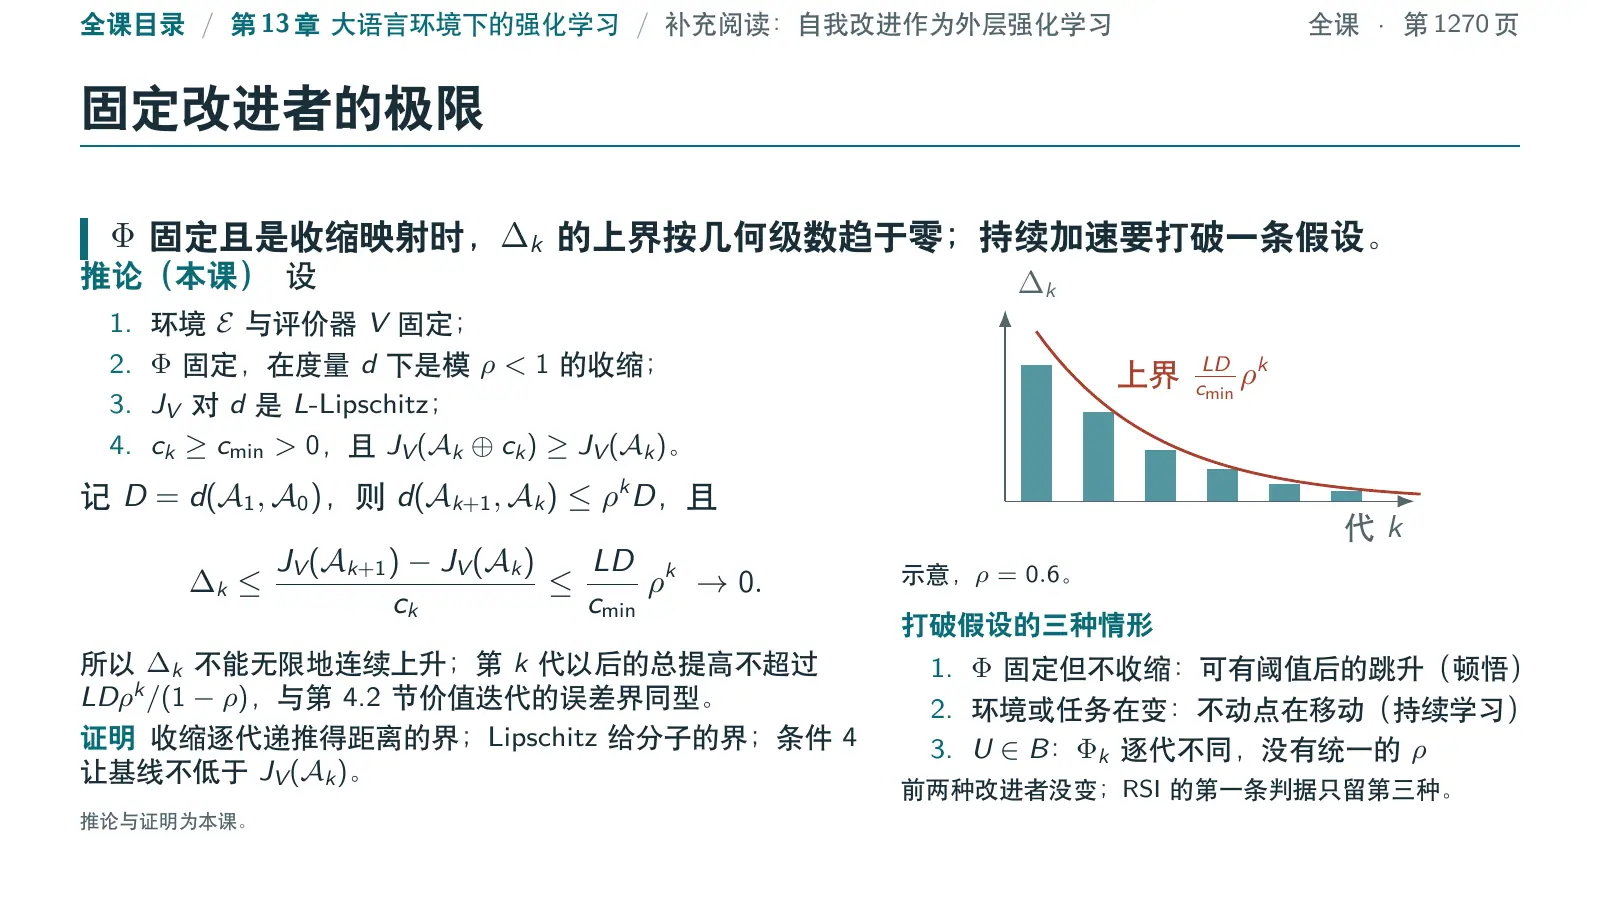 全课目录 / 第 13 章 大语言环境下的强化学习 / 补充阅读：自我改进作为外层强化学习
全课 · 第 1270 页
固定改进者的极限
Φ 固定且是收缩映射时，Δ_k 的上界按几何级数趋于零；持续加速要打破一条假设。
推论（本课） 设
1. 环境 ℰ 与评价器 V 固定；
2. Φ 固定，在度量 d 下是模 ρ < 1 的收缩；
3. J_V 对 d 是 L-Lipschitz；
4. c_k ≥ c_min > 0，且 J_V(𝒜_k ⊕ c_k) ≥ J_V(𝒜_k)。
记 D = d(𝒜_1, 𝒜_0)，则 d(𝒜_{k+1}, 𝒜_k) ≤ ρ^k D，且
Δ_k ≤ (J_V(𝒜_{k+1}) − J_V(𝒜_k)) / c_k ≤ (LD / c_min) ρ^k → 0.
所以 Δ_k 不能无限地连续上升；第 k 代以后的总提高不超过
LDρ^k/(1 − ρ)，与第 4.2 节价值迭代的误差界同型。
证明 收缩逐代递推得距离的界；Lipschitz 给分子的界；条件 4
让基线不低于 J_V(𝒜_k)。
推论与证明为本课。
Δ_k
上界 (LD / c_min) ρ^k
代 k
示意，ρ = 0.6。
打破假设的三种情形
1. Φ 固定但不收缩：可有阈值后的跳升（顿悟）
2. 环境或任务在变：不动点在移动（持续学习）
3. U ∈ B：Φ_k 逐代不同，没有统一的 ρ
前两种改进者没变；RSI 的第一条判据只留第三种。